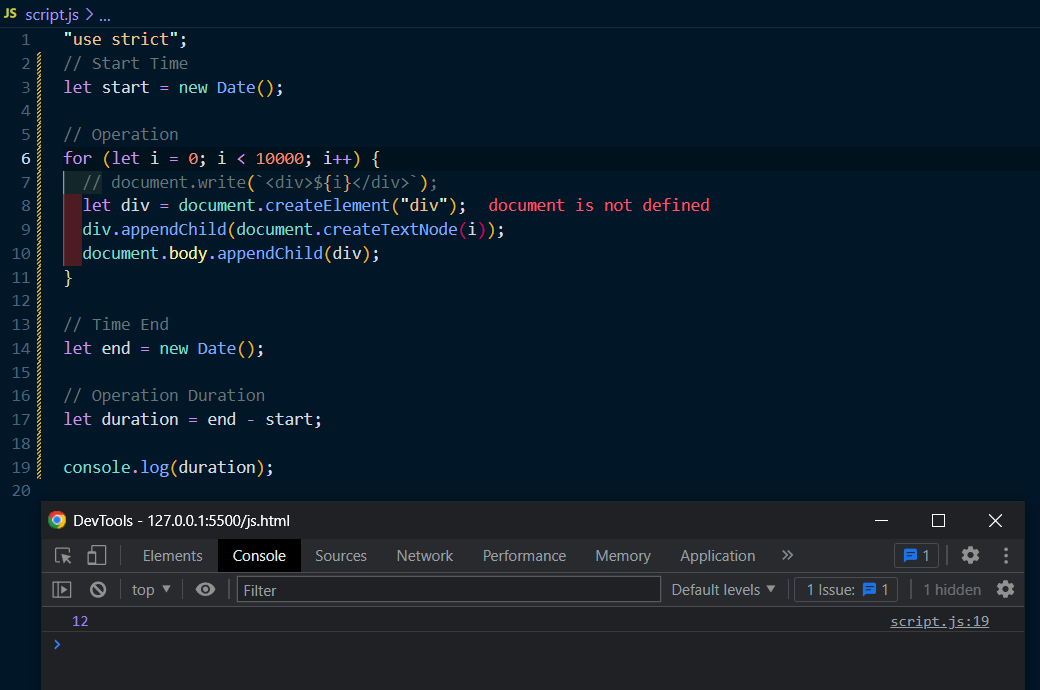 JS script.js > ...
1 "use strict";
2 // Start Time
3 let start = new Date();
4
5 // Operation
6 for (let i = 0; i < 10000; i++) {
7 // document.write(`<div>${i}</div>`);
8 let div = document.createElement("div"); document is not defined
9 div.appendChild(document.createTextNode(i));
10 document.body.appendChild(div);
11 }
12
13 // Time End
14 let end = new Date();
15
16 // Operation Duration
17 let duration = end - start;
18
19 console.log(duration);
20
DevTools - 127.0.0.1:5500/js.html
Elements Console Sources Network Performance Memory Application » 1
top ▼ Filter Default levels ▼ 1 Issue: 1 1 hidden
12 script.js:19
>